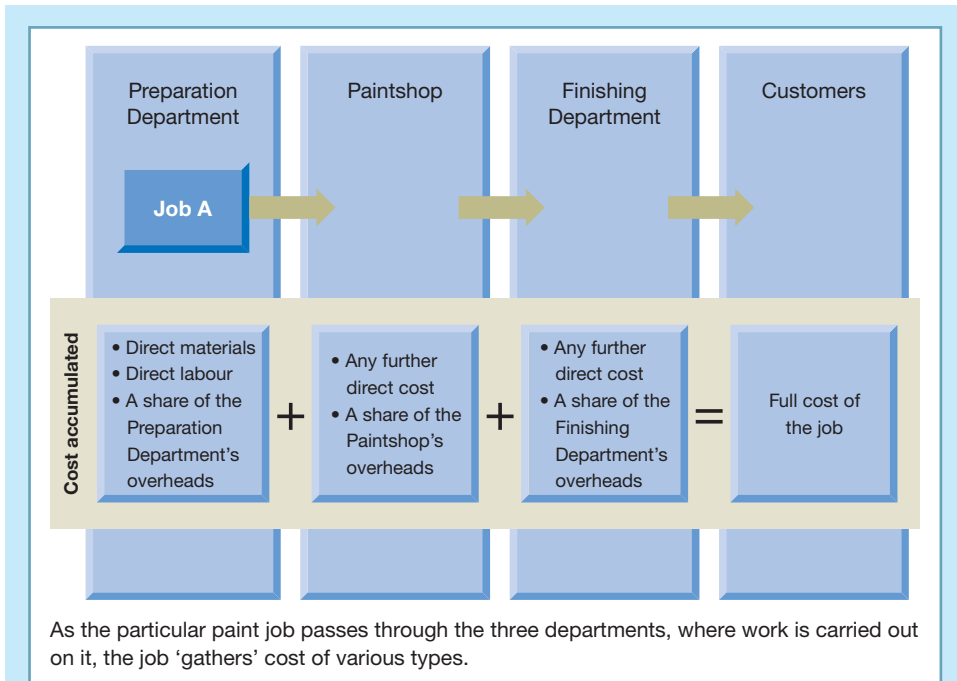 Preparation
Department
Paintshop
Finishing
Department
Customers
Job A
Cost accumulated
• Direct materials
• Direct labour
• A share of the
Preparation
Department’s
overheads
+
• Any further
direct cost
• A share of the
Paintshop’s
overheads
+
• Any further
direct cost
• A share of the
Finishing
Department’s
overheads
=
Full cost of
the job
As the particular paint job passes through the three departments, where work is carried out
on it, the job ‘gathers’ cost of various types.